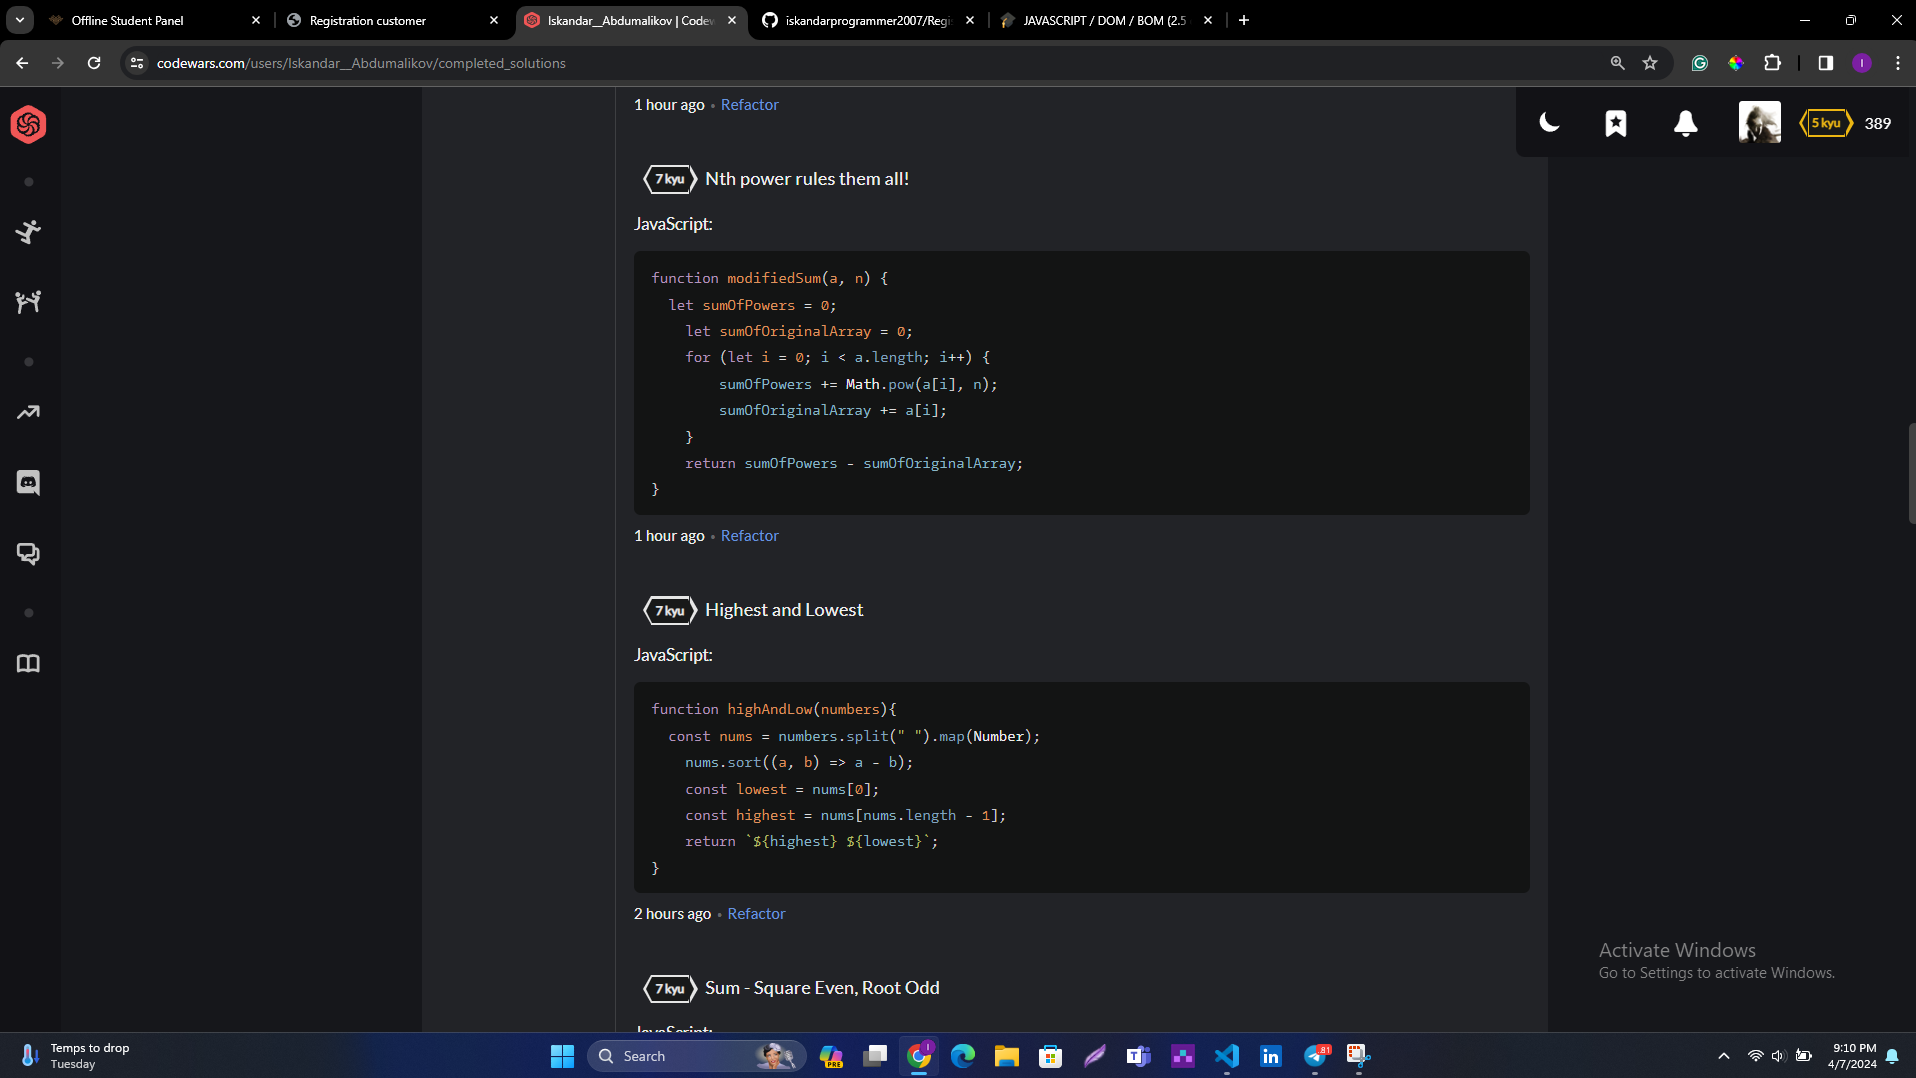 Offline Student Panel
Registration customer
Iskandar__Abdumalikov | Codew
iskandarprogrammer2007/Regi
JAVASCRIPT / DOM / BOM (2.5
codewars.com/users/Iskandar__Abdumalikov/completed_solutions
5 kyu 389
1 hour ago • Refactor
7 kyu Nth power rules them all!
JavaScript:
function modifiedSum(a, n) {
let sumOfPowers = 0;
let sumOfOriginalArray = 0;
for (let i = 0; i < a.length; i++) {
sumOfPowers += Math.pow(a[i], n);
sumOfOriginalArray += a[i];
}
return sumOfPowers - sumOfOriginalArray;
}
1 hour ago • Refactor
7 kyu Highest and Lowest
JavaScript:
function highAndLow(numbers){
const nums = numbers.split(" ").map(Number);
nums.sort((a, b) => a - b);
const lowest = nums[0];
const highest = nums[nums.length - 1];
return `${highest} ${lowest}`;
}
2 hours ago • Refactor
7 kyu Sum - Square Even, Root Odd
JavaScript:
Activate Windows
Go to Settings to activate Windows.
Temps to drop
Tuesday
Search
PRE
81
9:10 PM
4/7/2024